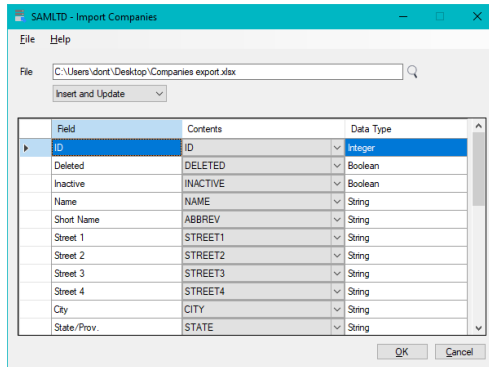 SAMLTD - Import Companies
File Help
File C:\Users\dont\Desktop\Companies export.xlsx
Insert and Update
Field Contents Data Type
ID ID Integer
Deleted DELETED Boolean
Inactive INACTIVE Boolean
Name NAME String
Short Name ABBREV String
Street 1 STREET1 String
Street 2 STREET2 String
Street 3 STREET3 String
Street 4 STREET4 String
City CITY String
State/Prov. STATE String
OK Cancel